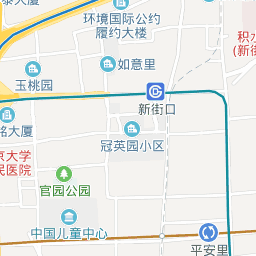 泰大厦
环境国际公约
履约大楼
如意里
积水
(新街
玉桃园
新街口
铭大厦
冠英园小区
京大学
民医院
官园公园
中国儿童中心
平安里